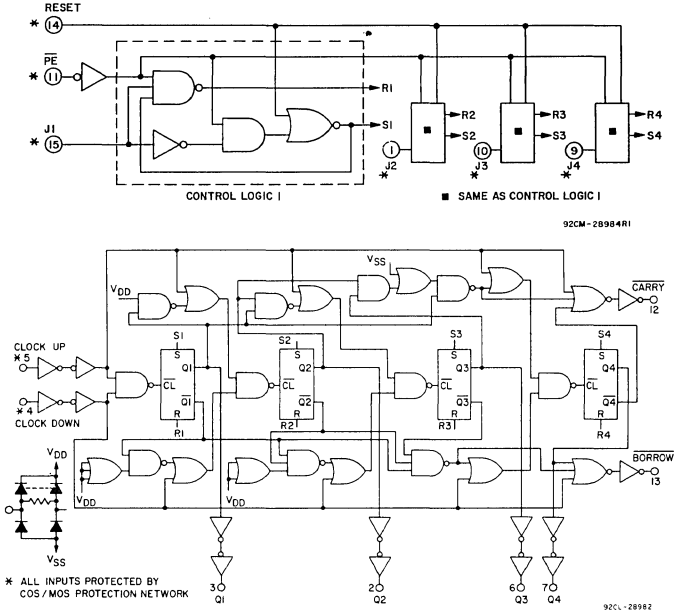 RESET
* 14
PE
* 11
J1
* 15
R1
S1
CONTROL LOGIC 1
R2
S2
1
J2
*
R3
S3
10
J3
*
R4
S4
9
J4
*
■ SAME AS CONTROL LOGIC 1
92CM-28984R1
VDD
VSS
CARRY
12
CLOCK UP
* 5
* 4
CLOCK DOWN
S1
S Q1
CL
Q1
R
R1
S2
S Q2
CL
Q2
R
R2
S3
S Q3
CL
Q3
R
R3
S4
S Q4
CL
Q4
R
R4
VDD
VDD
BORROW
13
VDD
VSS
* ALL INPUTS PROTECTED BY
COS/MOS PROTECTION NETWORK
3 Q1
2 Q2
6 Q3
7 Q4
92CL-28982